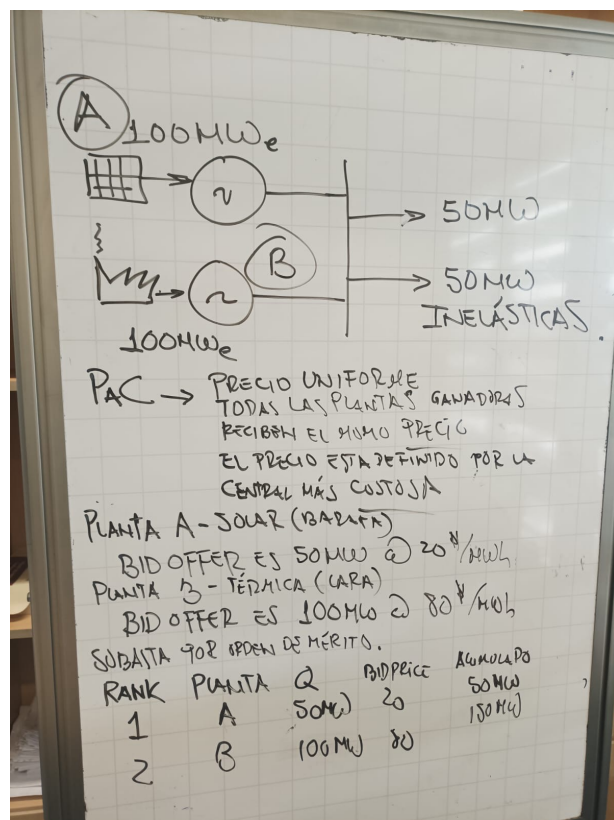 A
100MWe
50MW
B
50MW
INELÁSTICAS.
100MWe
PaC → PRECIO UNIFORME
TODAS LAS PLANTAS GANADORAS
RECIBEN EL MISMO PRECIO
EL PRECIO ESTA DEFINIDO POR LA
CENTRAL MÁS COSTOSA
PLANTA A - SOLAR (BARATA)
BID OFFER ES 50MW @ 20 $/MWh
PLANTA B - TÉRMICA (CARA)
BID OFFER ES 100MW @ 80 $/MWh
SUBASTA POR ORDEN DE MÉRITO.
RANK PLANTA Q BIDPRICE ACUMULADO
1 A 50MW 20 50MW
2 B 100MW 80 150MW